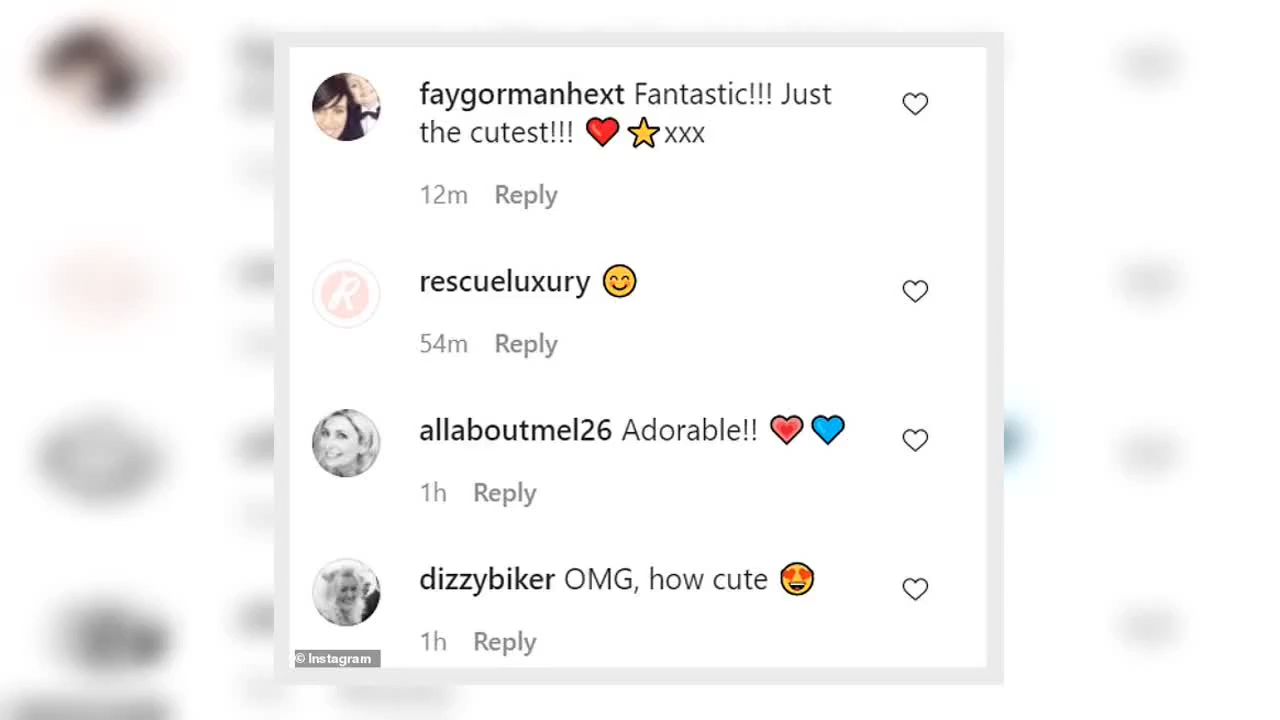 faygormanhext Fantastic!!! Just
the cutest!!! ❤️⭐xxx
12m Reply
R
rescueluxury 😊
54m Reply
allaboutmel26 Adorable!! 💗💙
1h Reply
dizzybiker OMG, how cute 😍
1h Reply
© Instagram